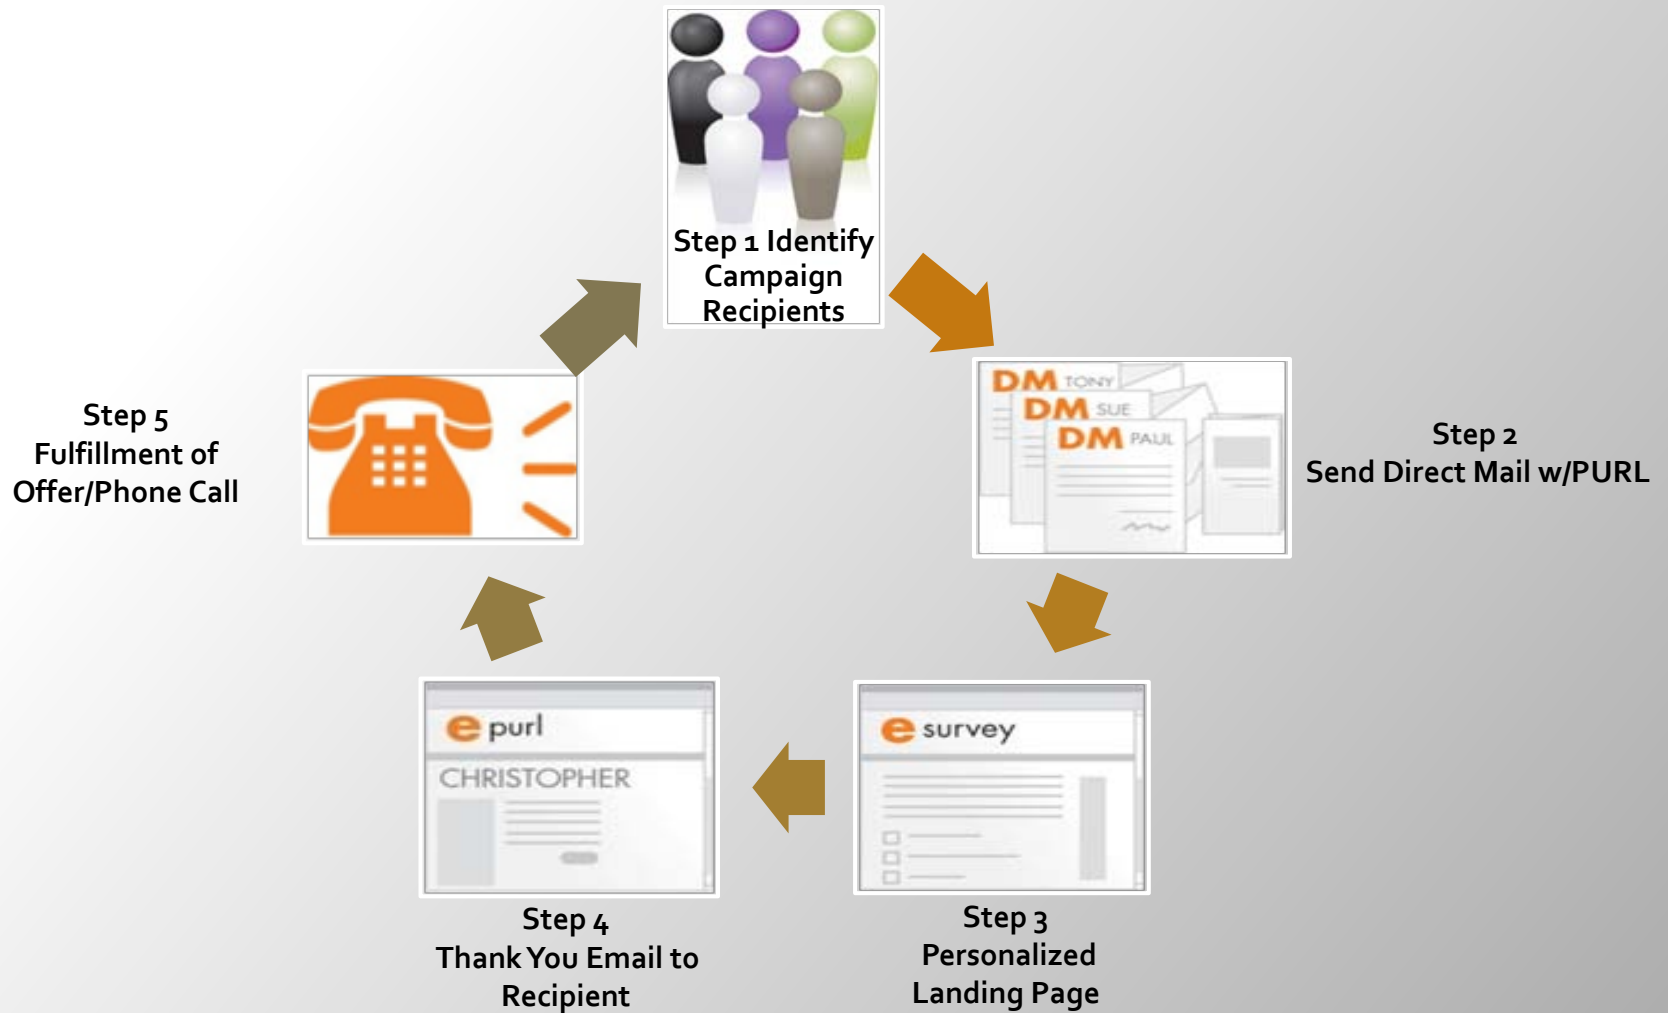 Step 1 Identify
Campaign
Recipients
DM TONY
DM SUE
DM PAUL
Step 2
Send Direct Mail w/PURL
e survey
Step 3
Personalized
Landing Page
e purl
CHRISTOPHER
Step 4
Thank You Email to
Recipient
Step 5
Fulfillment of
Offer/Phone Call